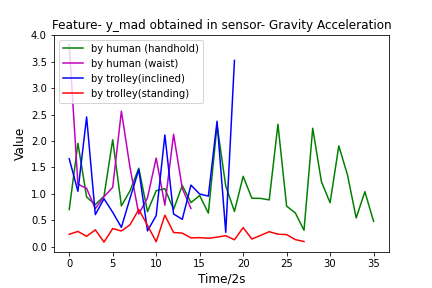 Feature- y_mad obtained in sensor- Gravity Acceleration
4.0
3.5
3.0
2.5
2.0
1.5
1.0
0.5
0.0
Value
by human (handhold)
by human (waist)
by trolley(inclined)
by trolley(standing)
0 5 10 15 20 25 30 35
Time/2s